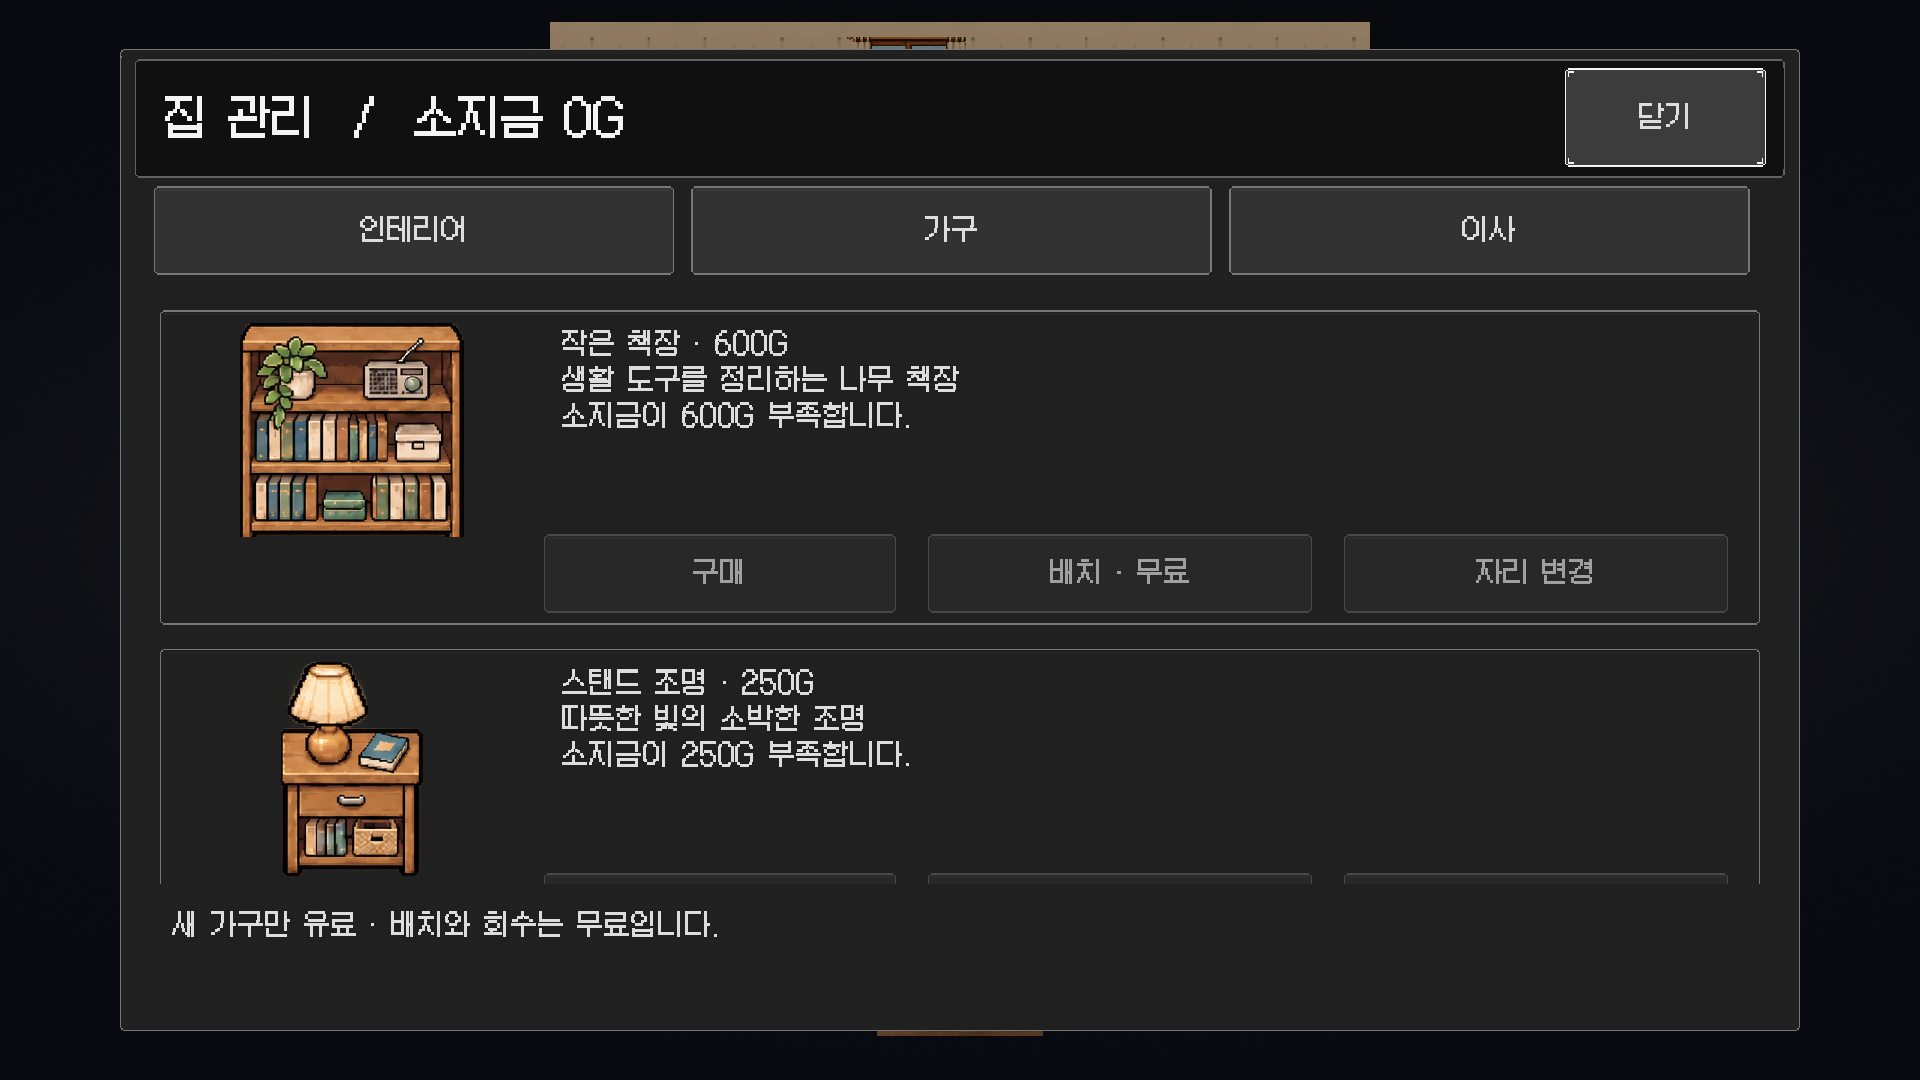 집 관리 / 소지금 0G
닫기
인테리어
가구
이사
작은 책장 · 600G
생활 도구를 정리하는 나무 책장
소지금이 600G 부족합니다.
구매
배치 · 무료
자리 변경
스탠드 조명 · 250G
따뜻한 빛의 소박한 조명
소지금이 250G 부족합니다.
새 가구만 유료 · 배치와 회수는 무료입니다.